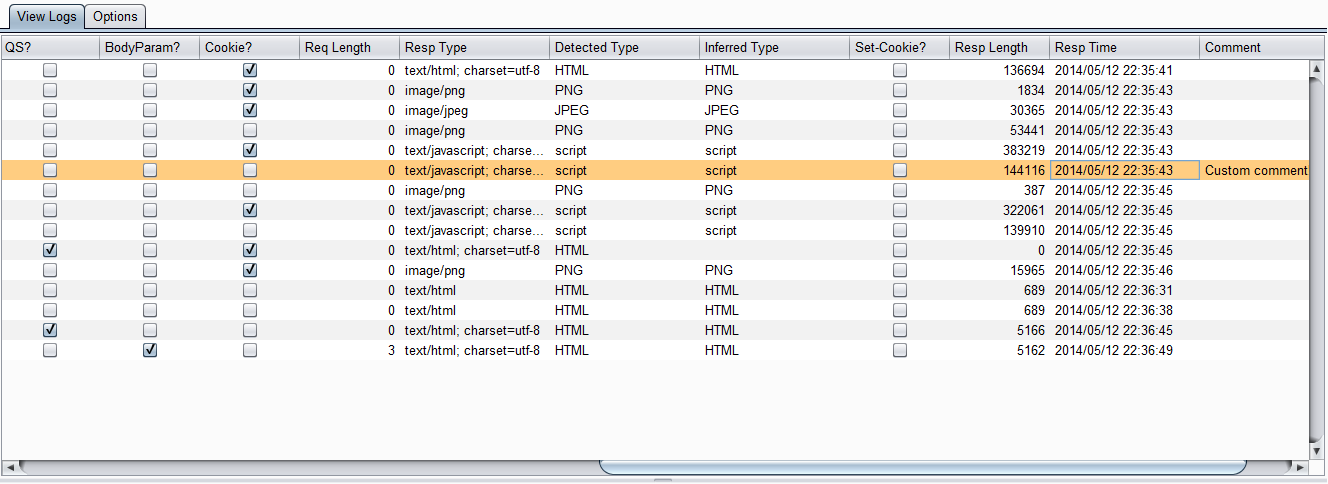 View Logs Options
QS? BodyParam? Cookie? Req Length Resp Type Detected Type Inferred Type Set-Cookie? Resp Length Resp Time Comment
0 text/html; charset=utf-8 HTML HTML 136694 2014/05/12 22:35:41
0 image/png PNG PNG 1834 2014/05/12 22:35:43
0 image/jpeg JPEG JPEG 30365 2014/05/12 22:35:43
0 image/png PNG PNG 53441 2014/05/12 22:35:43
0 text/javascript; charse... script script 383219 2014/05/12 22:35:43
0 text/javascript; charse... script script 144116 2014/05/12 22:35:43 Custom comment
0 image/png PNG PNG 387 2014/05/12 22:35:45
0 text/javascript; charse... script script 322061 2014/05/12 22:35:45
0 text/javascript; charse... script script 139910 2014/05/12 22:35:45
0 text/html; charset=utf-8 HTML 0 2014/05/12 22:35:45
0 image/png PNG PNG 15965 2014/05/12 22:35:46
0 text/html HTML HTML 689 2014/05/12 22:36:31
0 text/html HTML HTML 689 2014/05/12 22:36:38
0 text/html; charset=utf-8 HTML HTML 5166 2014/05/12 22:36:45
3 text/html; charset=utf-8 HTML HTML 5162 2014/05/12 22:36:49